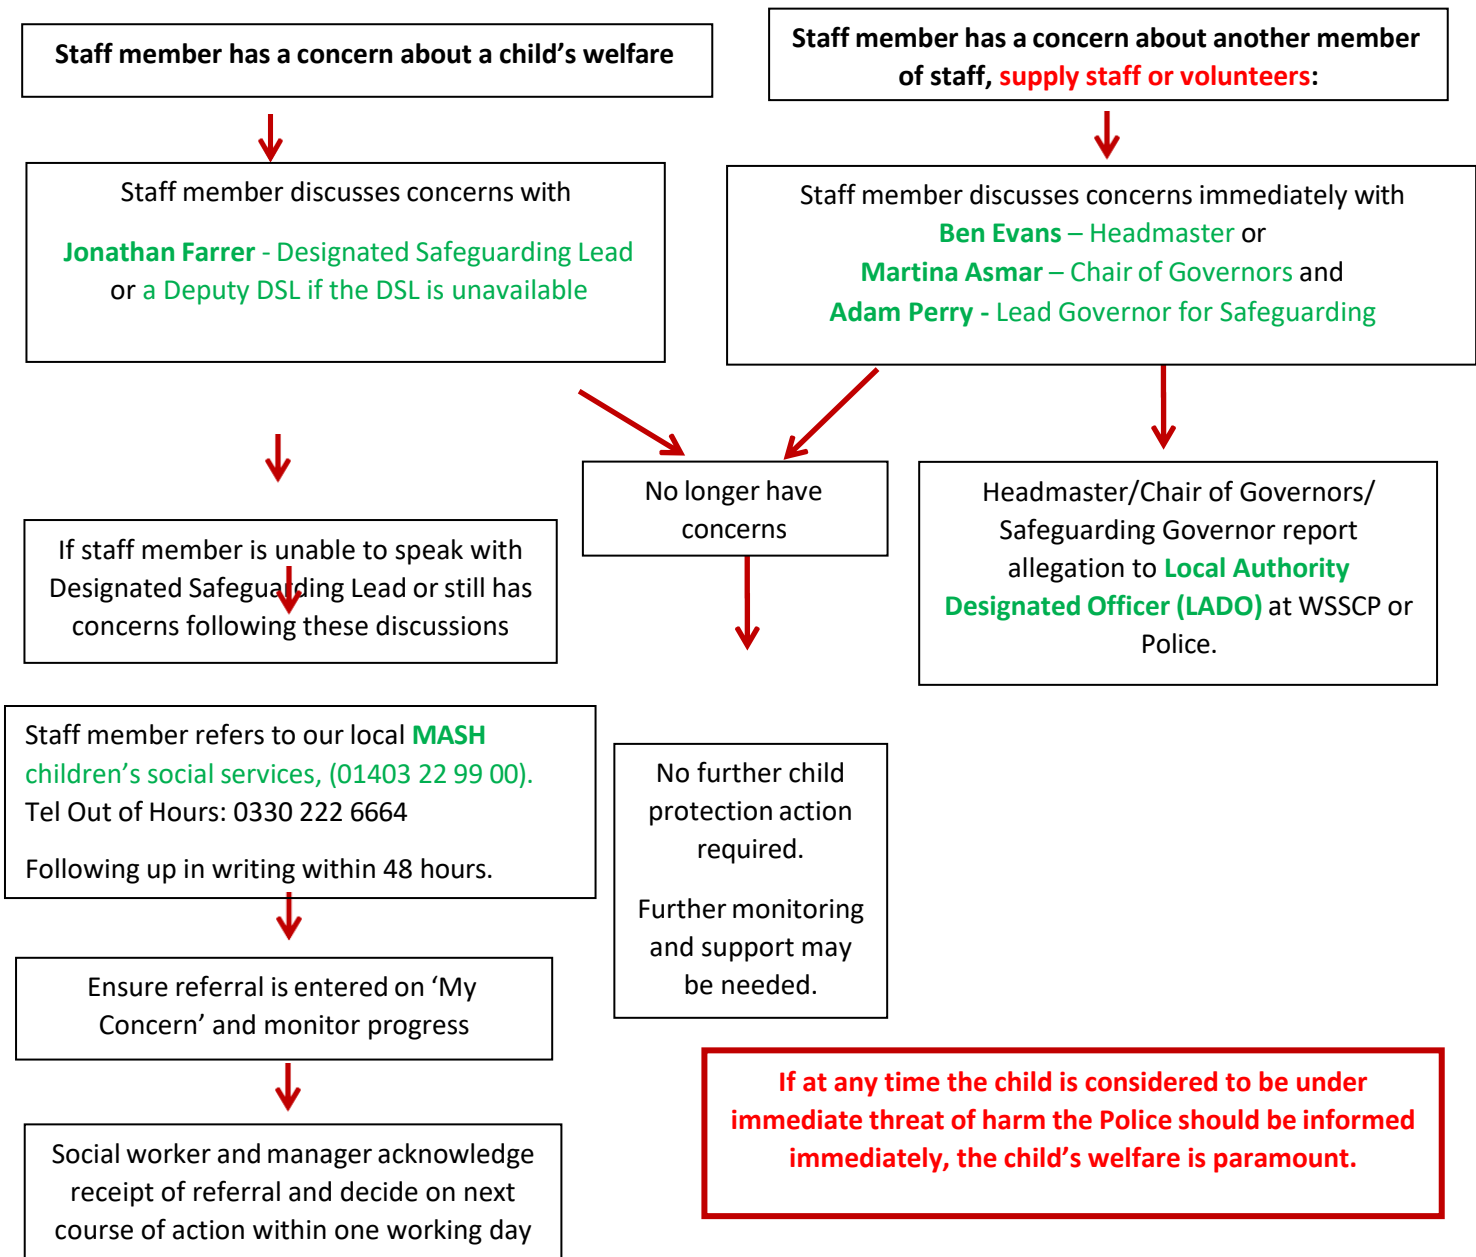 Staff member has a concern about a child’s welfare
Staff member has a concern about another member
of staff, supply staff or volunteers:
Staff member discusses concerns with
Jonathan Farrer - Designated Safeguarding Lead
or a Deputy DSL if the DSL is unavailable
Staff member discusses concerns immediately with
Ben Evans – Headmaster or
Martina Asmar – Chair of Governors and
Adam Perry - Lead Governor for Safeguarding
If staff member is unable to speak with
Designated Safeguarding Lead or still has
concerns following these discussions
No longer have
concerns
Headmaster/Chair of Governors/
Safeguarding Governor report
allegation to Local Authority
Designated Officer (LADO) at WSSCP or
Police.
Staff member refers to our local MASH
children’s social services, (01403 22 99 00).
Tel Out of Hours: 0330 222 6664
Following up in writing within 48 hours.
No further child
protection action
required.
Further monitoring
and support may
be needed.
Ensure referral is entered on ‘My
Concern’ and monitor progress
If at any time the child is considered to be under
immediate threat of harm the Police should be informed
immediately, the child’s welfare is paramount.
Social worker and manager acknowledge
receipt of referral and decide on next
course of action within one working day